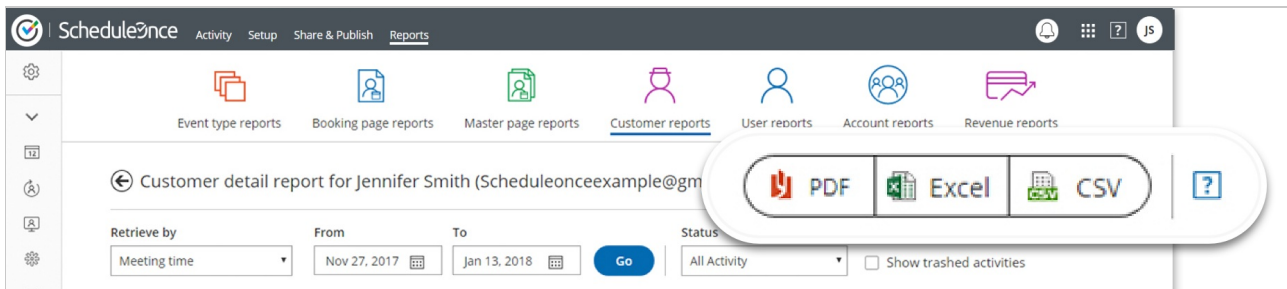 ScheduleOnce Activity Setup Share & Publish Reports ? JS
Event type reports Booking page reports Master page reports Customer reports User reports Account reports Revenue reports
12
Customer detail report for Jennifer Smith (Scheduleonceexample@gm
PDF Excel CSV ?
Retrieve by From To Status
Meeting time Nov 27, 2017 Jan 13, 2018 Go All Activity Show trashed activities